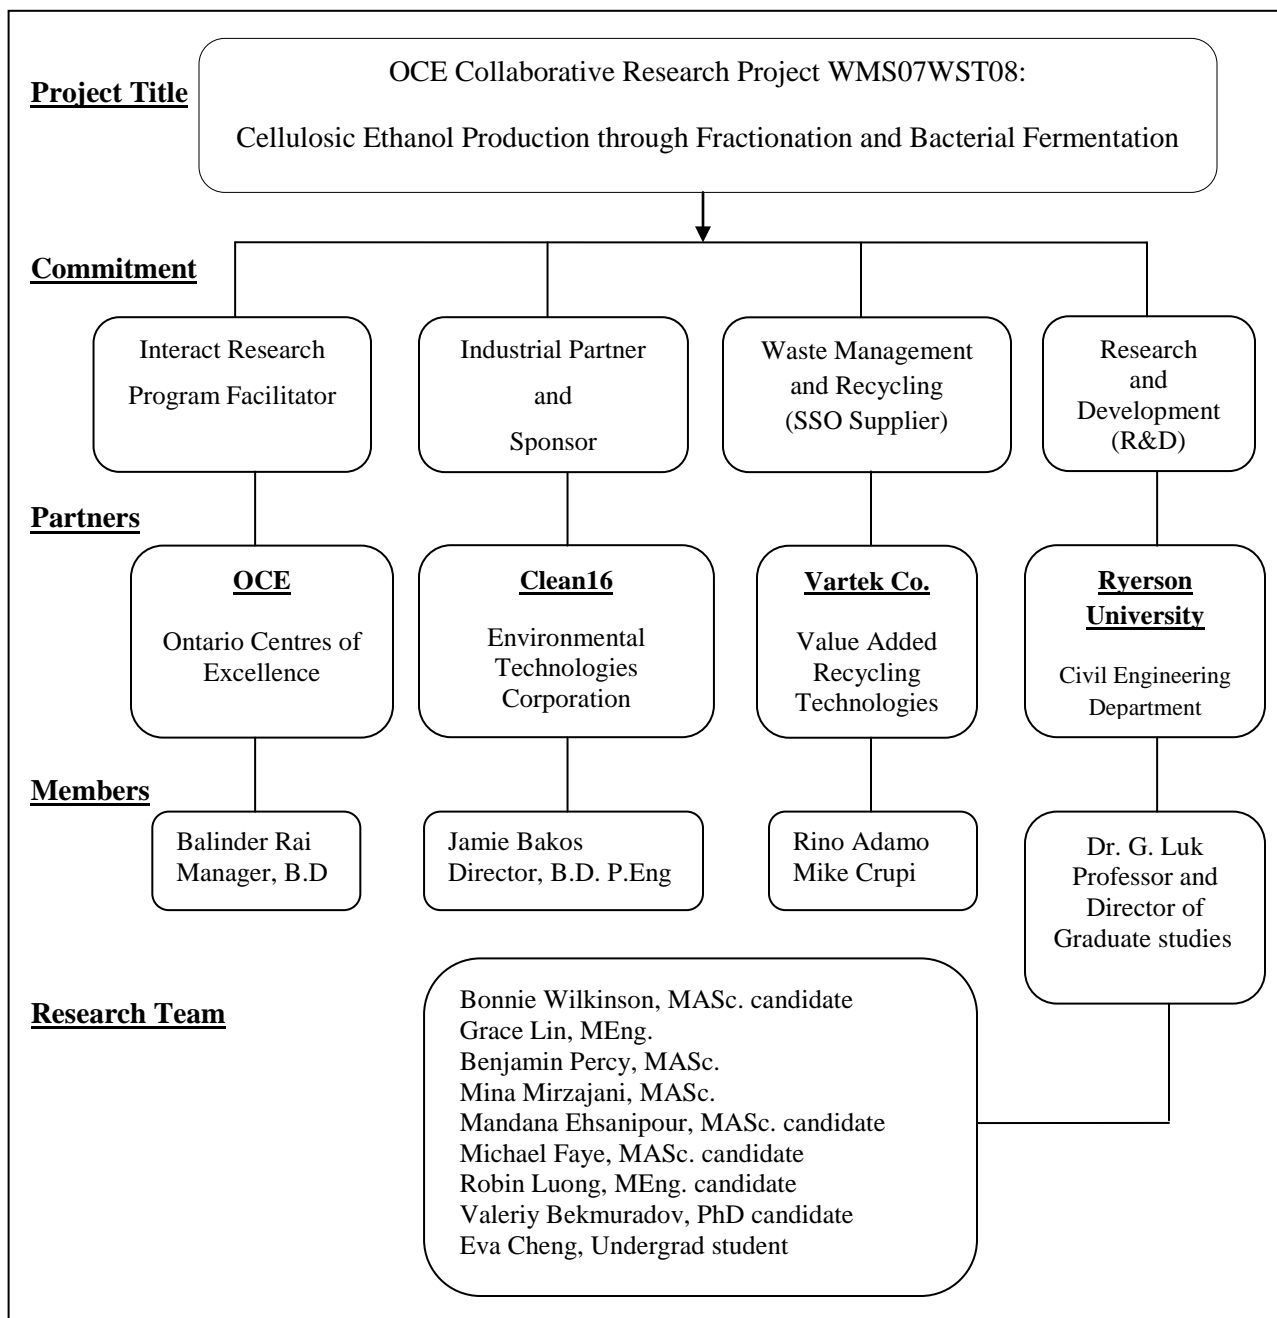 Project Title
OCE Collaborative Research Project WMS07WST08:
Cellulosic Ethanol Production through Fractionation and Bacterial Fermentation
Commitment
Interact Research
Program Facilitator
Industrial Partner
and
Sponsor
Waste Management
and Recycling
(SSO Supplier)
Research
and
Development
(R&D)
Partners
OCE
Ontario Centres of
Excellence
Clean16
Environmental
Technologies
Corporation
Vartek Co.
Value Added
Recycling
Technologies
Ryerson
University
Civil Engineering
Department
Members
Balinder Rai
Manager, B.D
Jamie Bakos
Director, B.D. P.Eng
Rino Adamo
Mike Crupi
Dr. G. Luk
Professor and
Director of
Graduate studies
Research Team
Bonnie Wilkinson, MASc. candidate
Grace Lin, MEng.
Benjamin Percy, MASc.
Mina Mirzajani, MASc.
Mandana Ehsanipour, MASc. candidate
Michael Faye, MASc. candidate
Robin Luong, MEng. candidate
Valeriy Bekmuradov, PhD candidate
Eva Cheng, Undergrad student